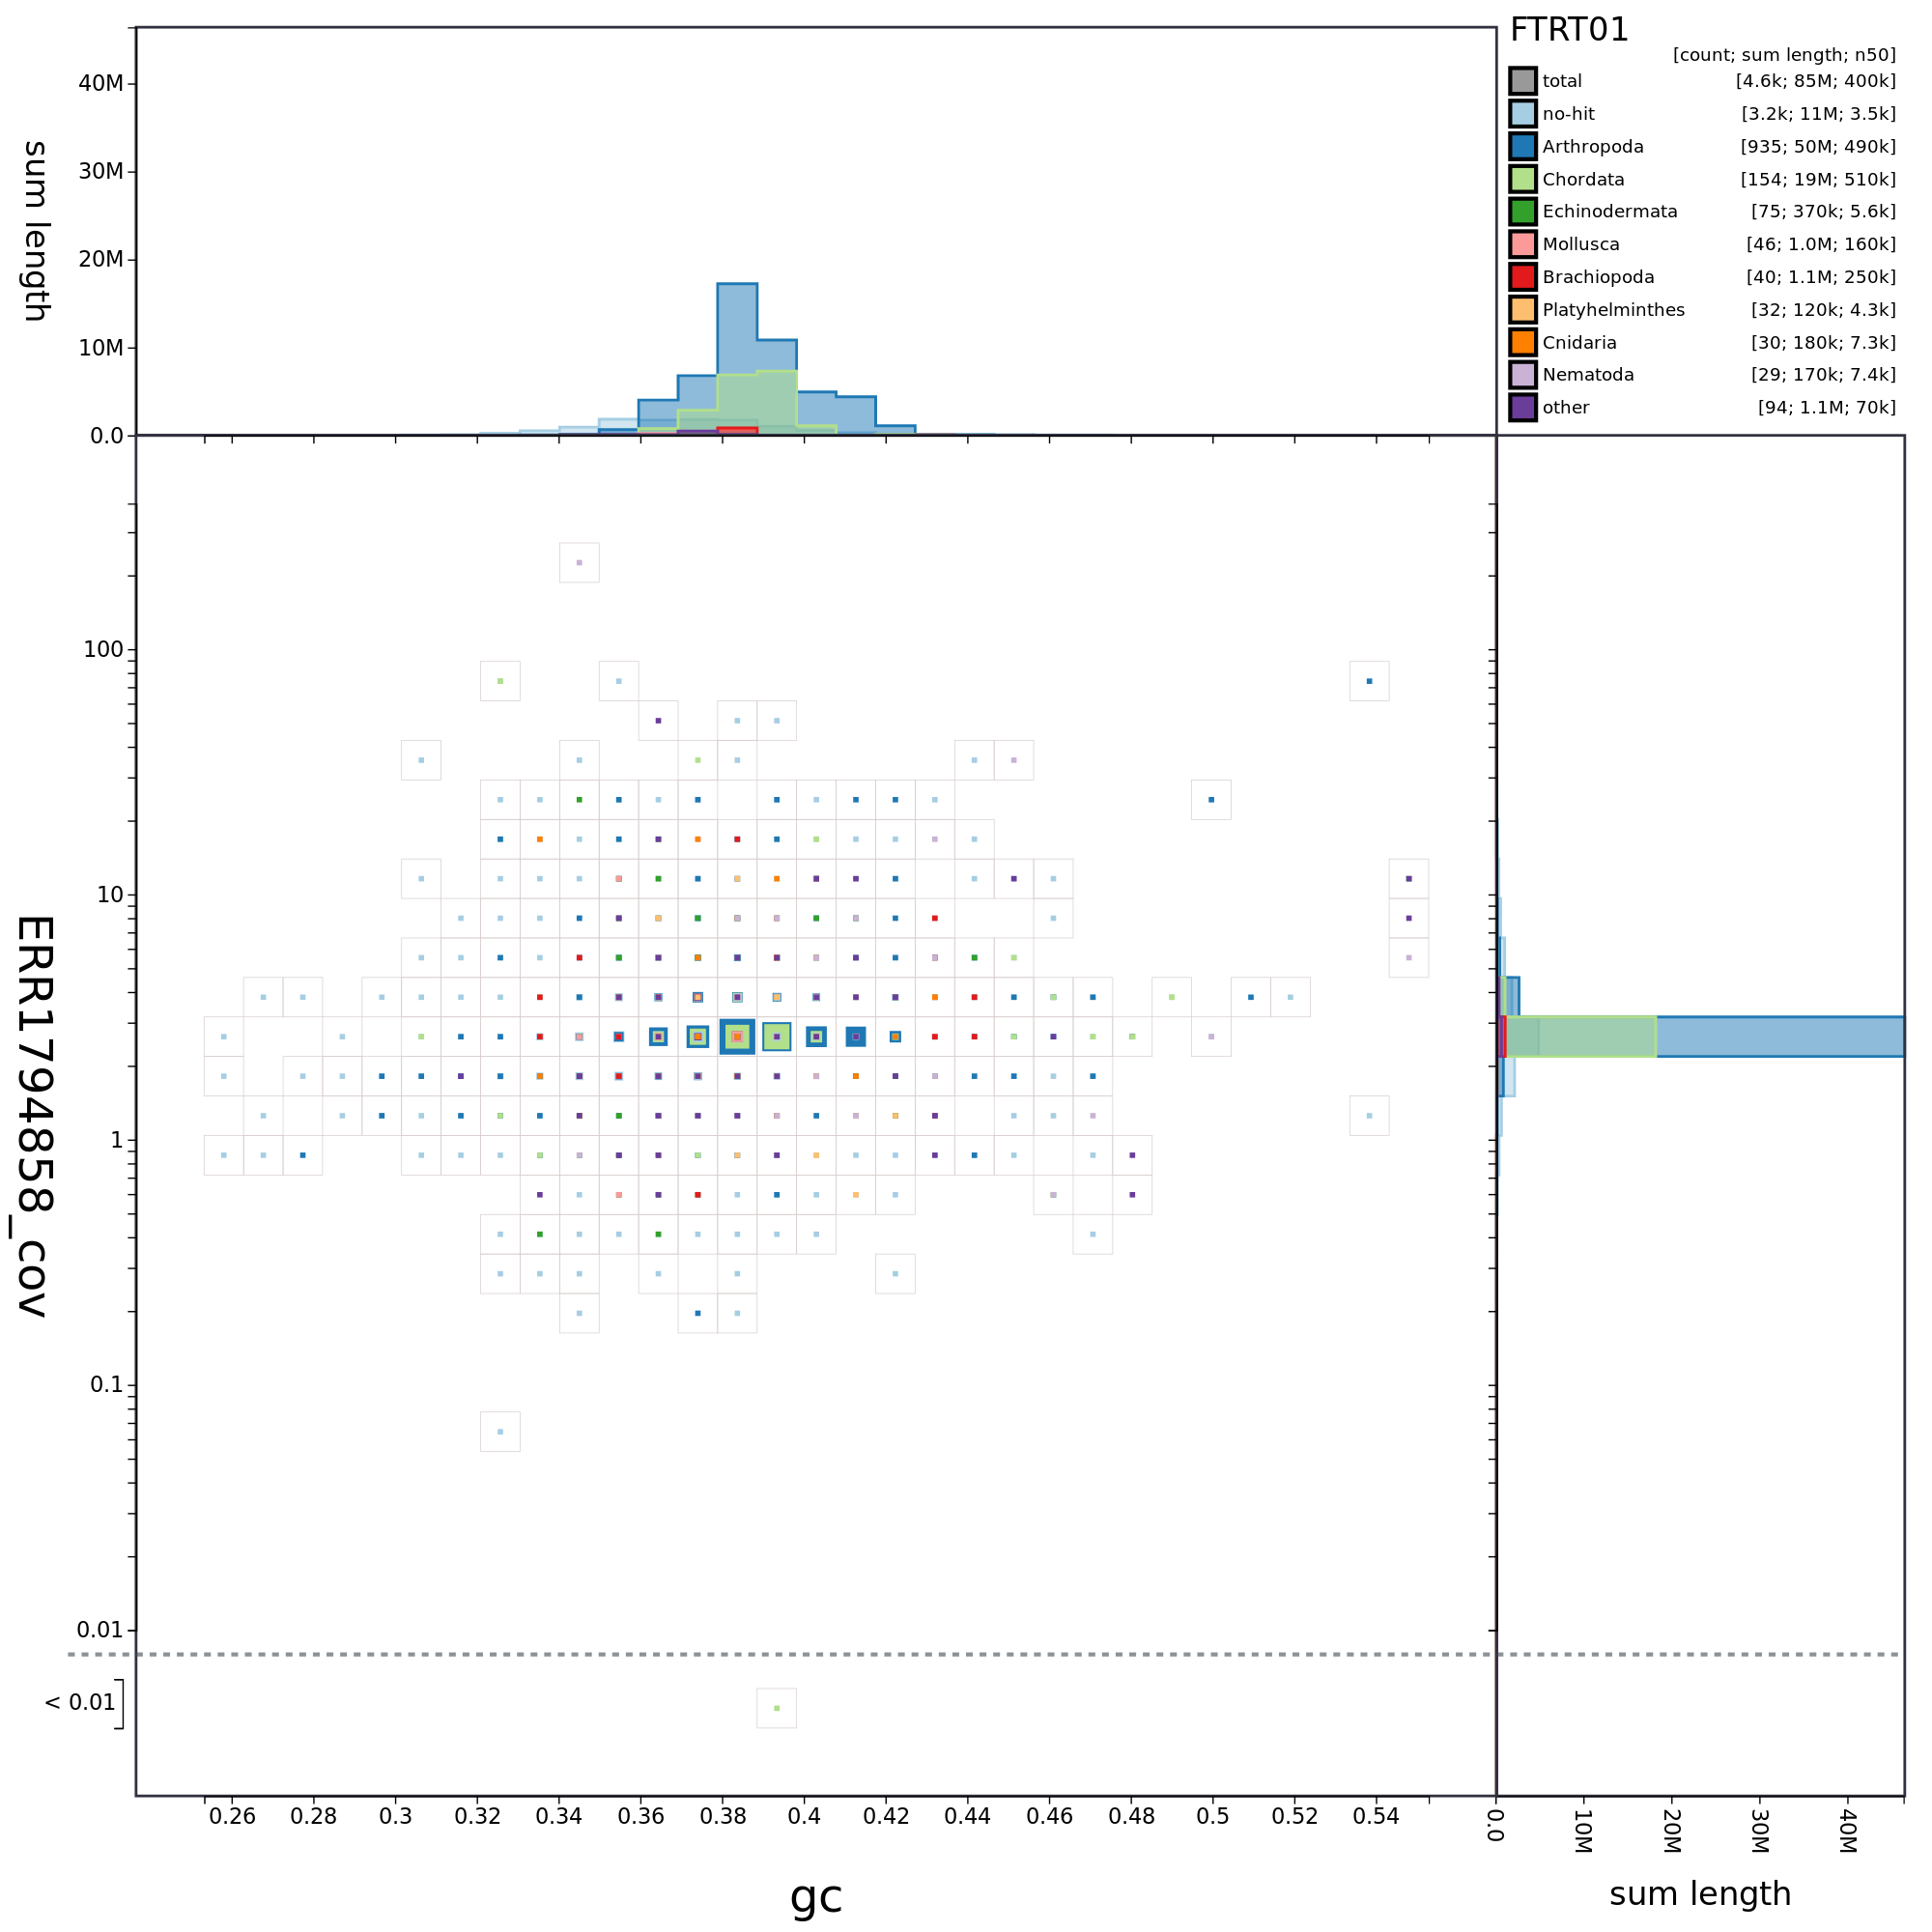 FTRT01
[count; sum length; n50]
total [4.6k; 85M; 400k]
no-hit [3.2k; 11M; 3.5k]
Arthropoda [935; 50M; 490k]
Chordata [154; 19M; 510k]
Echinodermata [75; 370k; 5.6k]
Mollusca [46; 1.0M; 160k]
Brachiopoda [40; 1.1M; 250k]
Platyhelminthes [32; 120k; 4.3k]
Cnidaria [30; 180k; 7.3k]
Nematoda [29; 170k; 7.4k]
other [94; 1.1M; 70k]
sum length
40M
30M
20M
10M
0.0
ERR1794858_cov
100
10
1
0.1
0.01
< 0.01
0.26 0.28 0.3 0.32 0.34 0.36 0.38 0.4 0.42 0.44 0.46 0.48 0.5 0.52 0.54
gc
0.0 10M 20M 30M 40M
sum length